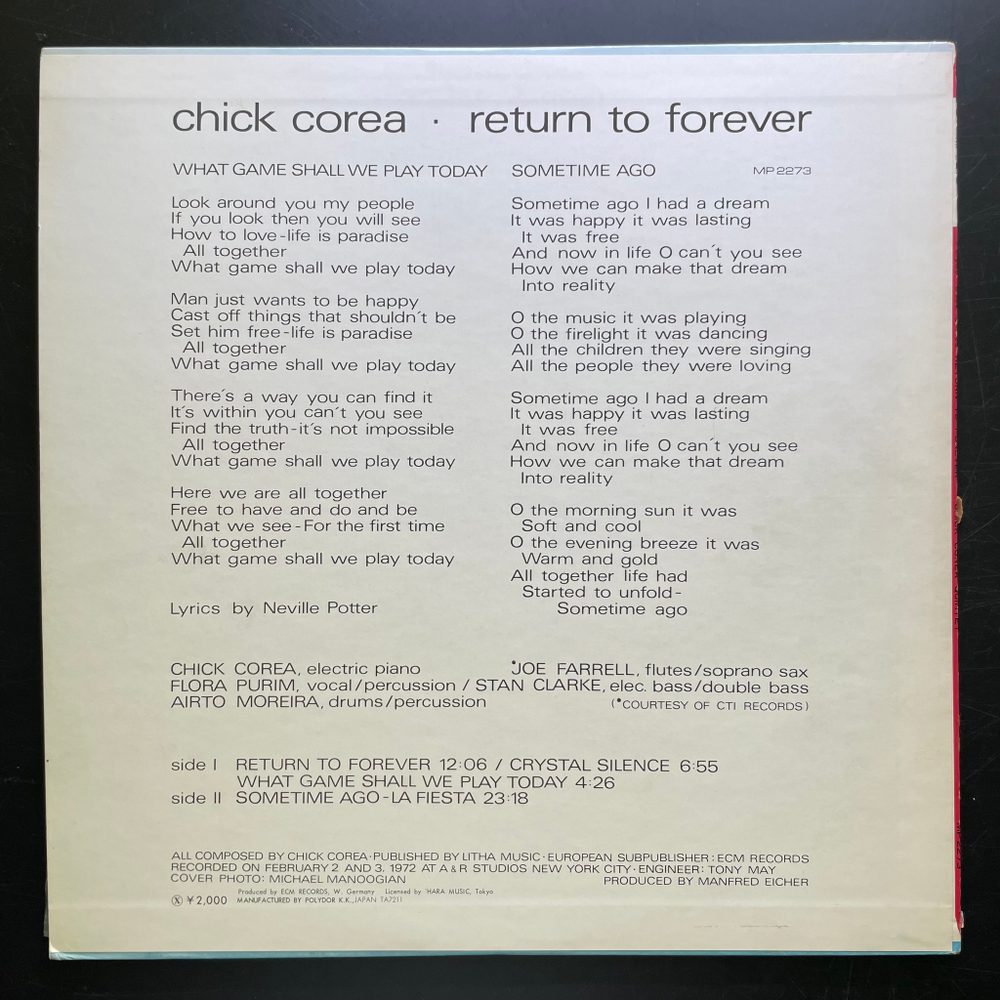 chick corea · return to forever
WHAT GAME SHALL WE PLAY TODAY
Look around you my people
If you look then you will see
How to love-life is paradise
All together
What game shall we play today
Man just wants to be happy
Cast off things that shouldn´t be
Set him free-life is paradise
All together
What game shall we play today
There´s a way you can find it
It´s within you can´t you see
Find the truth-it´s not impossible
All together
What game shall we play today
Here we are all together
Free to have and do and be
What we see-For the first time
All together
What game shall we play today
Lyrics by Neville Potter
SOMETIME AGO MP2273
Sometime ago I had a dream
It was happy it was lasting
It was free
And now in life O can´t you see
How we can make that dream
Into reality
O the music it was playing
O the firelight it was dancing
All the children they were singing
All the people they were loving
Sometime ago I had a dream
It was happy it was lasting
It was free
And now in life O can´t you see
How we can make that dream
Into reality
O the morning sun it was
Soft and cool
O the evening breeze it was
Warm and gold
All together life had
Started to unfold-
Sometime ago
CHICK COREA, electric piano *JOE FARRELL, flutes/soprano sax
FLORA PURIM, vocal/percussion / STAN CLARKE, elec. bass/double bass
AIRTO MOREIRA, drums/percussion (*COURTESY OF CTI RECORDS)
side I RETURN TO FOREVER 12:06 / CRYSTAL SILENCE 6:55
WHAT GAME SHALL WE PLAY TODAY 4:26
side II SOMETIME AGO-LA FIESTA 23:18
ALL COMPOSED BY CHICK COREA·PUBLISHED BY LITHA MUSIC·EUROPEAN SUBPUBLISHER: ECM RECORDS
RECORDED ON FEBRUARY 2 AND 3, 1972 AT A&R STUDIOS NEW YORK CITY·ENGINEER: TONY MAY
COVER PHOTO: MICHAEL MANOOGIAN PRODUCED BY MANFRED EICHER
Produced by ECM RECORDS, W. Germany Licensed by ´HARA MUSIC, Tokyo
Ⓧ ¥2,000 MANUFACTURED BY POLYDOR K.K., JAPAN TA7211